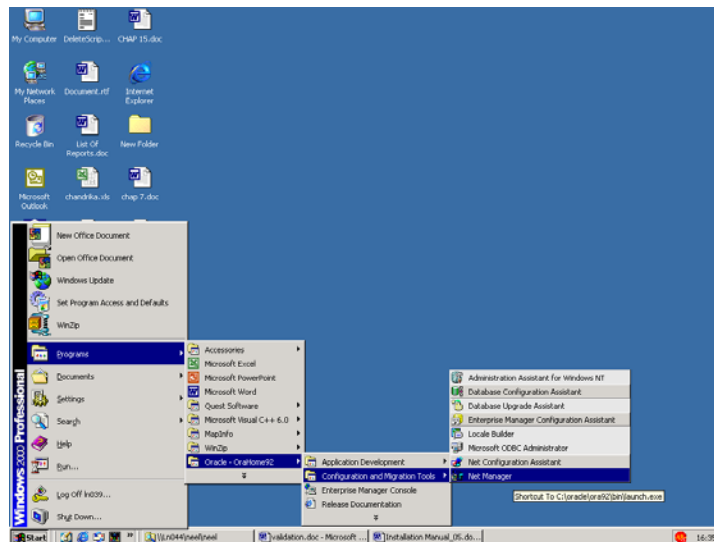 My Computer
DeleteScrip...
CHAP 15.doc
My Network Places
Document.rtf
Internet Explorer
Recycle Bin
List Of Reports.doc
New Folder
Microsoft Outlook
chandrika.xls
chap 7.doc
Windows 2000 Professional
New Office Document
Open Office Document
Windows Update
Set Program Access and Defaults
WinZip
Programs
Documents
Settings
Search
Help
Run...
Log Off ln039...
Shut Down...
Accessories
Microsoft Excel
Microsoft PowerPoint
Microsoft Word
Quest Software
Microsoft Visual C++ 6.0
MapInfo
WinZip
Oracle - OraHome92
Application Development
Configuration and Migration Tools
Enterprise Manager Console
Release Documentation
Administration Assistant for Windows NT
Database Configuration Assistant
Database Upgrade Assistant
Enterprise Manager Configuration Assistant
Locale Builder
Microsoft ODBC Administrator
Net Configuration Assistant
Net Manager
Shortcut To C:\oracle\ora92\bin\launch.exe
Start
\\Ln044\neel\neel
validation.doc - Microsoft ...
Installation Manual_05.do...
16:35